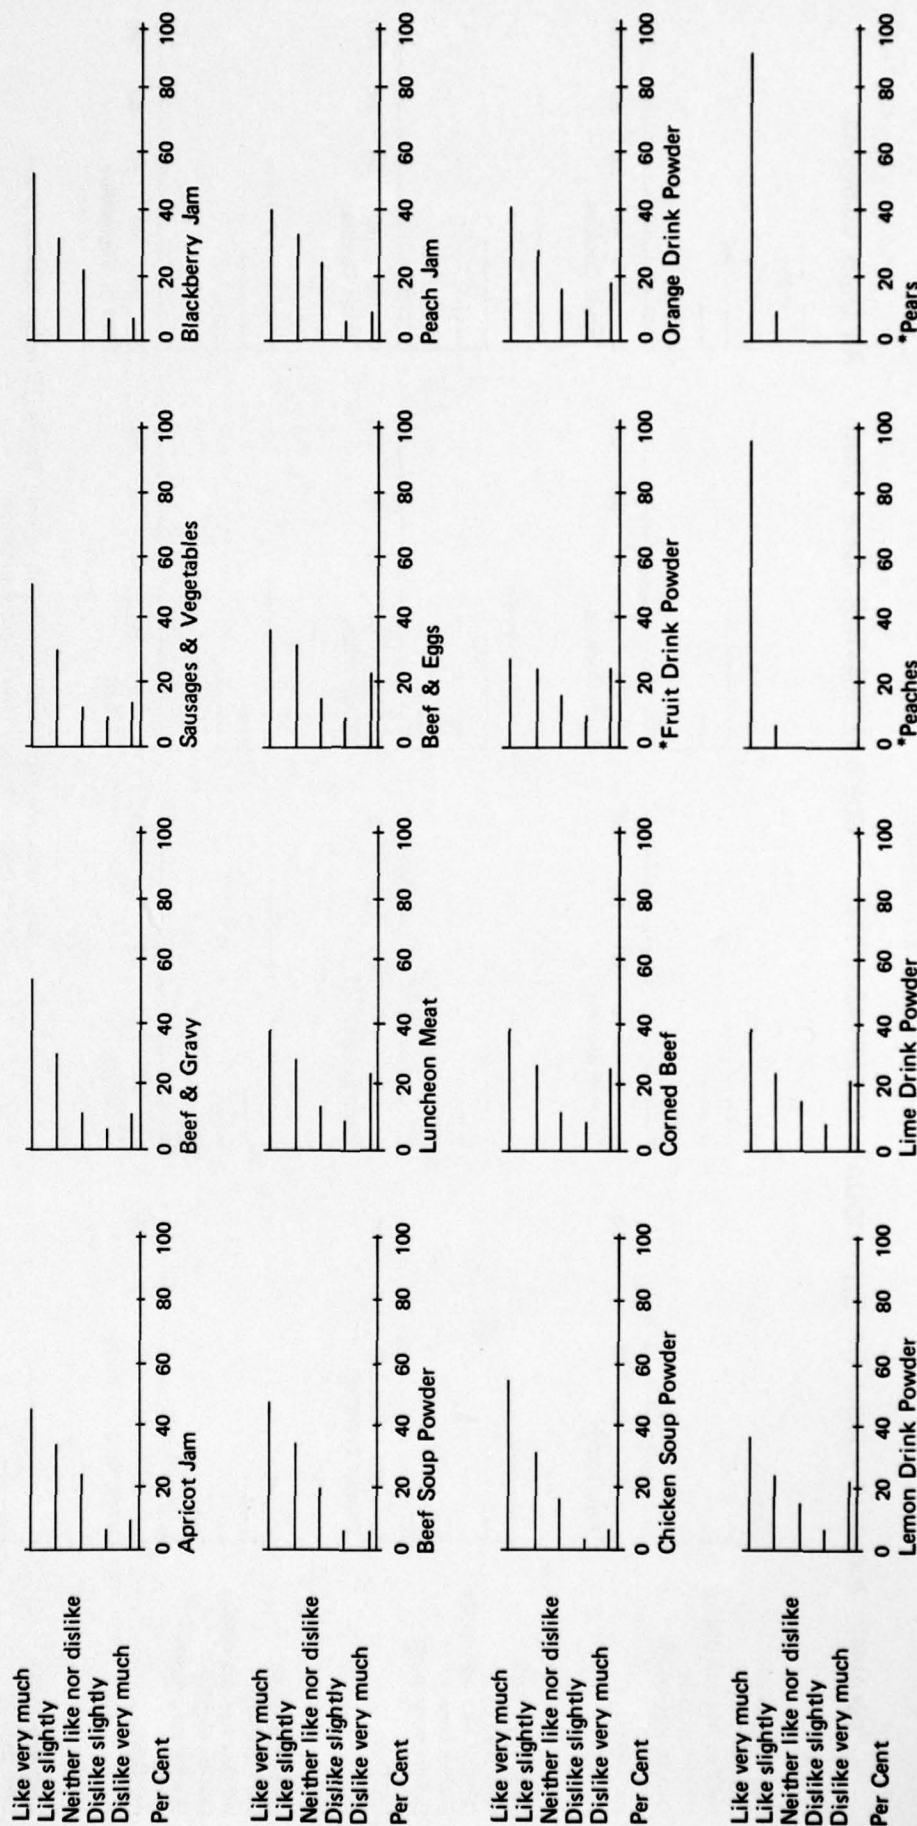 Like very much
Like slightly
Neither like nor dislike
Dislike slightly
Dislike very much
Per Cent
0 20 40 60 80 100
Apricot Jam
0 20 40 60 80 100
Beef & Gravy
0 20 40 60 80 100
Sausages & Vegetables
0 20 40 60 80 100
Blackberry Jam
Like very much
Like slightly
Neither like nor dislike
Dislike slightly
Dislike very much
Per Cent
0 20 40 60 80 100
Beef Soup Powder
0 20 40 60 80 100
Luncheon Meat
0 20 40 60 80 100
Beef & Eggs
0 20 40 60 80 100
Peach Jam
Like very much
Like slightly
Neither like nor dislike
Dislike slightly
Dislike very much
Per Cent
0 20 40 60 80 100
Chicken Soup Powder
0 20 40 60 80 100
Corned Beef
0 20 40 60 80 100
*Fruit Drink Powder
0 20 40 60 80 100
Orange Drink Powder
Like very much
Like slightly
Neither like nor dislike
Dislike slightly
Dislike very much
Per Cent
0 20 40 60 80 100
Lemon Drink Powder
0 20 40 60 80 100
Lime Drink Powder
0 20 40 60 80 100
*Peaches
0 20 40 60 80 100
*Pears